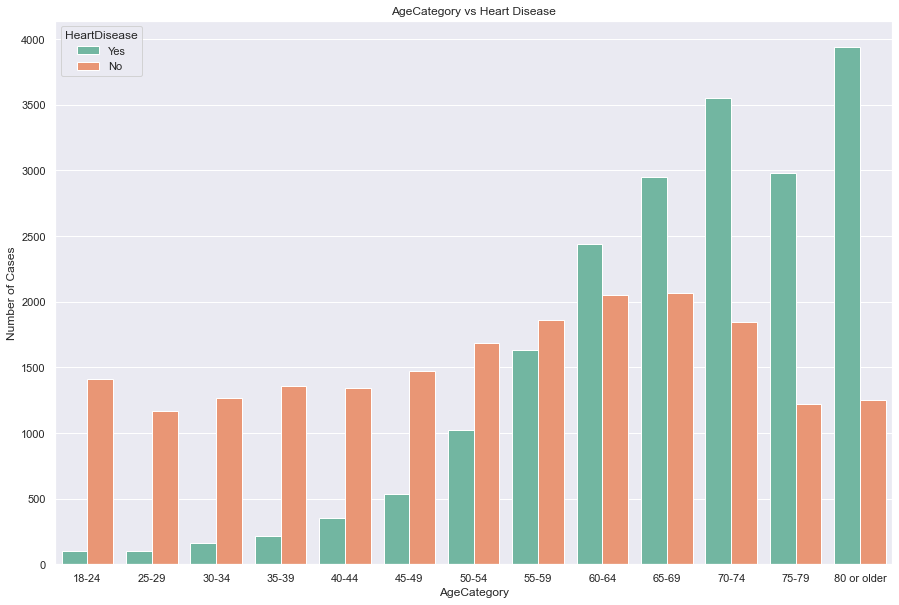 AgeCategory vs Heart Disease
HeartDisease
Yes
No
4000
3500
3000
2500
2000
1500
1000
500
0
Number of Cases
18-24 25-29 30-34 35-39 40-44 45-49 50-54 55-59 60-64 65-69 70-74 75-79 80 or older
AgeCategory